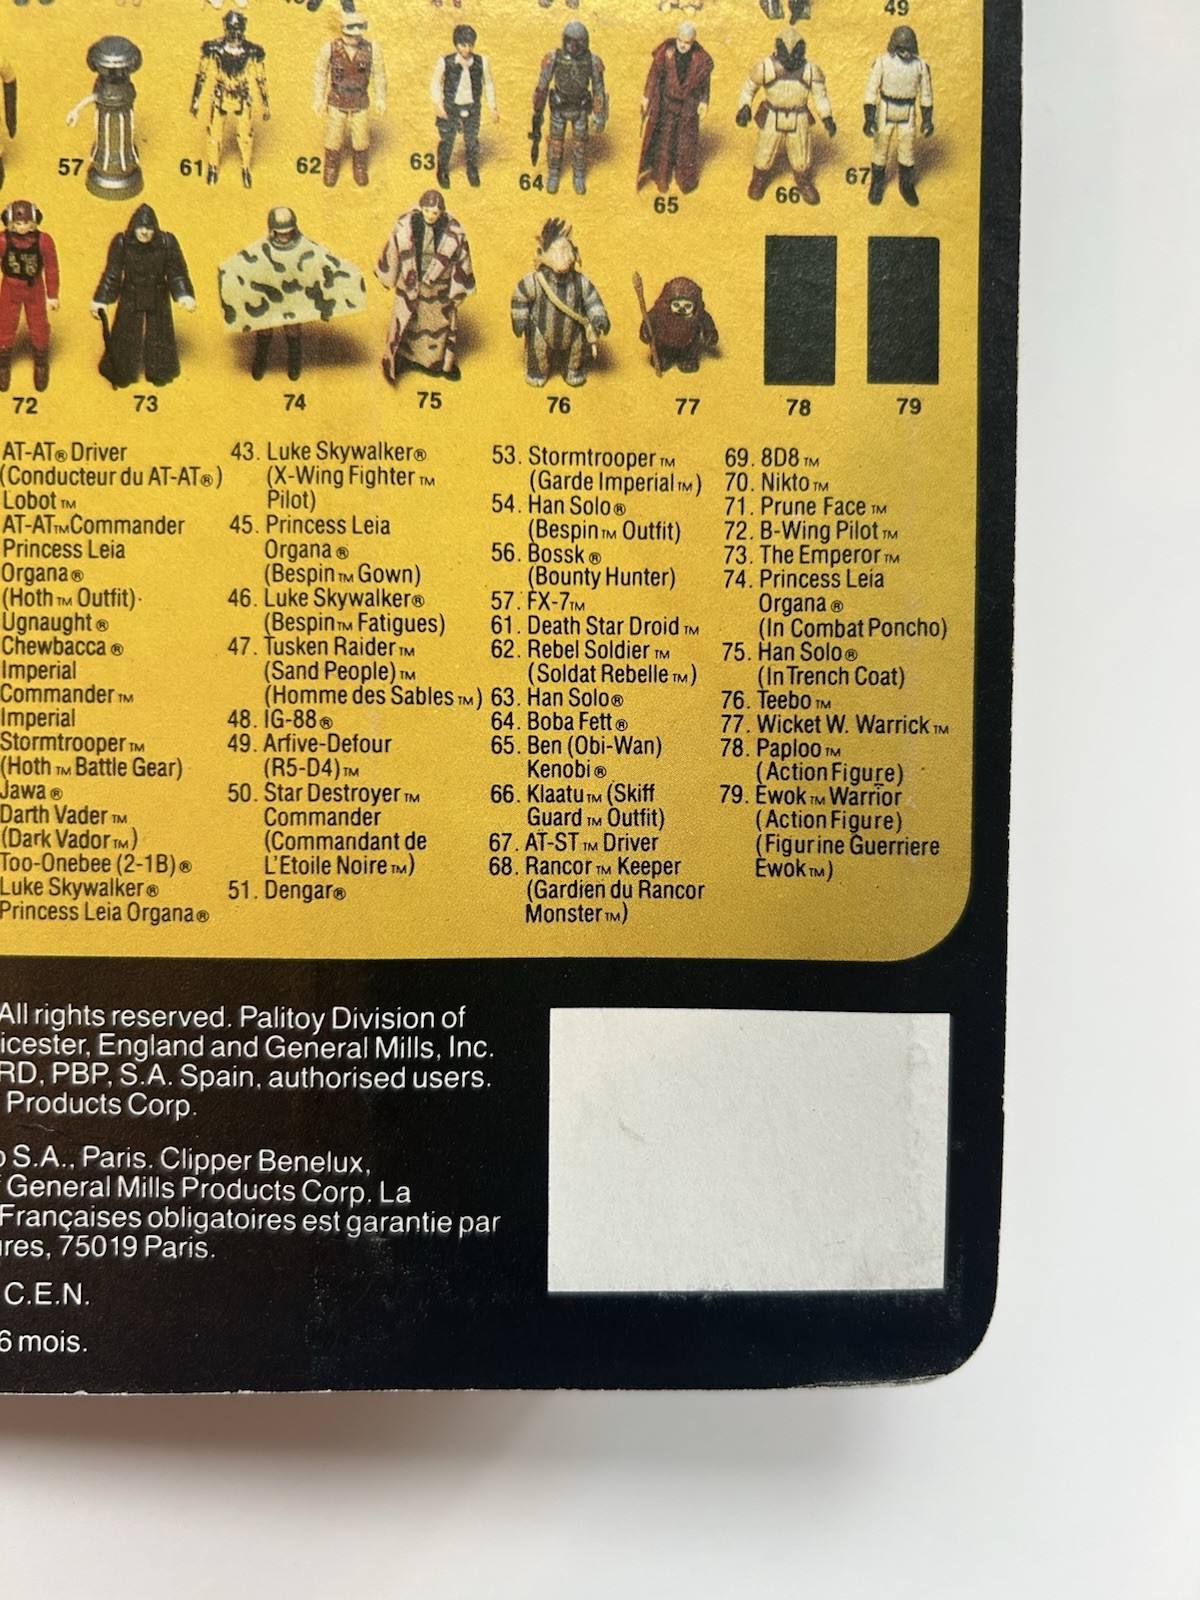 49
57
61
62
63
64
65
66
67
72
73
74
75
76
77
78
79
AT-AT® Driver
(Conducteur du AT-AT®)
Lobot™
AT-AT™ Commander
Princess Leia
Organa®
(Hoth™ Outfit)
Ugnaught®
Chewbacca®
Imperial
Commander™
Imperial
Stormtrooper™
(Hoth™ Battle Gear)
Jawa®
Darth Vader™
(Dark Vador™)
Too-Onebee (2-1B)®
Luke Skywalker®
Princess Leia Organa®
43. Luke Skywalker®
(X-Wing Fighter™
Pilot)
45. Princess Leia
Organa®
(Bespin™ Gown)
46. Luke Skywalker®
(Bespin™ Fatigues)
47. Tusken Raider™
(Sand People)™
(Homme des Sables™)
48. IG-88®
49. Arfive-Defour
(R5-D4)™
50. Star Destroyer™
Commander
(Commandant de
L'Etoile Noire™)
51. Dengar®
53. Stormtrooper™
(Garde Imperial™)
54. Han Solo®
(Bespin™ Outfit)
56. Bossk®
(Bounty Hunter)
57. FX-7™
61. Death Star Droid™
62. Rebel Soldier™
(Soldat Rebelle™)
63. Han Solo®
64. Boba Fett®
65. Ben (Obi-Wan)
Kenobi®
66. Klaatu™ (Skiff
Guard™ Outfit)
67. AT-ST™ Driver
68. Rancor™ Keeper
(Gardien du Rancor
Monster™)
69. 8D8™
70. Nikto™
71. Prune Face™
72. B-Wing Pilot™
73. The Emperor™
74. Princess Leia
Organa®
(In Combat Poncho)
75. Han Solo®
(In Trench Coat)
76. Teebo™
77. Wicket W. Warrick™
78. Paploo™
(Action Figure)
79. Ewok™ Warrior
(Action Figure)
(Figurine Guerriere
Ewok™)
All rights reserved. Palitoy Division of
icester, England and General Mills, Inc.
RD, PBP, S.A. Spain, authorised users.
Products Corp.
S.A., Paris. Clipper Benelux,
General Mills Products Corp. La
Françaises obligatoires est garantie par
res, 75019 Paris.
C.E.N.
6 mois.